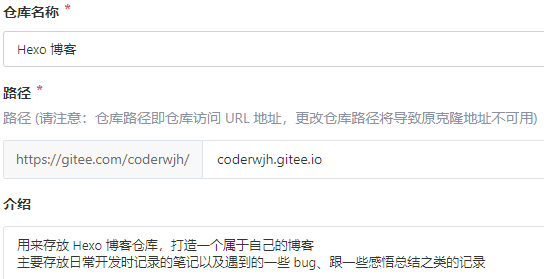 仓库名称 *
Hexo 博客
路径 *
路径 (请注意：仓库路径即仓库访问 URL 地址，更改仓库路径将导致原克隆地址不可用)
https://gitee.com/coderwjh/ coderwjh.gitee.io
介绍
用来存放 Hexo 博客仓库，打造一个属于自己的博客
主要存放日常开发时记录的笔记以及遇到的一些 bug、跟一些感悟总结之类的记录